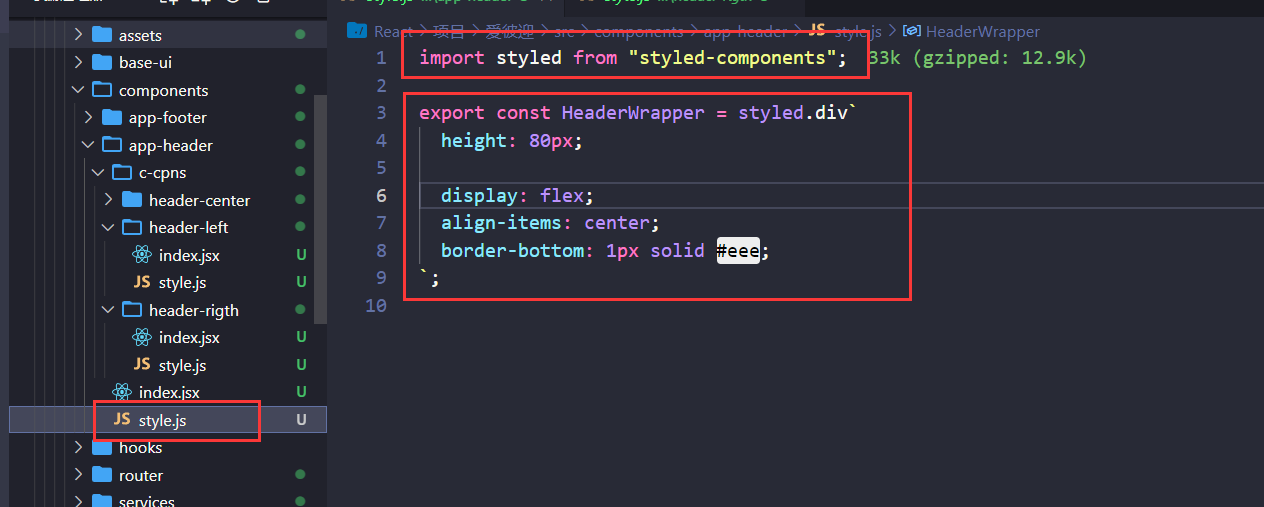 assets
base-ui
components
app-footer
app-header
c-cpns
header-center
header-left
index.jsx U
JS style.js U
header-rigth
index.jsx U
JS style.js U
index.jsx U
JS style.js U
hooks
router
services
React > 项目 > 爱彼迎 > src > components > app-header > JS style.js > HeaderWrapper
1 import styled from "styled-components"; 33k (gzipped: 12.9k)
2
3 export const HeaderWrapper = styled.div`
4 height: 80px;
5
6 display: flex;
7 align-items: center;
8 border-bottom: 1px solid #eee;
9 `;
10